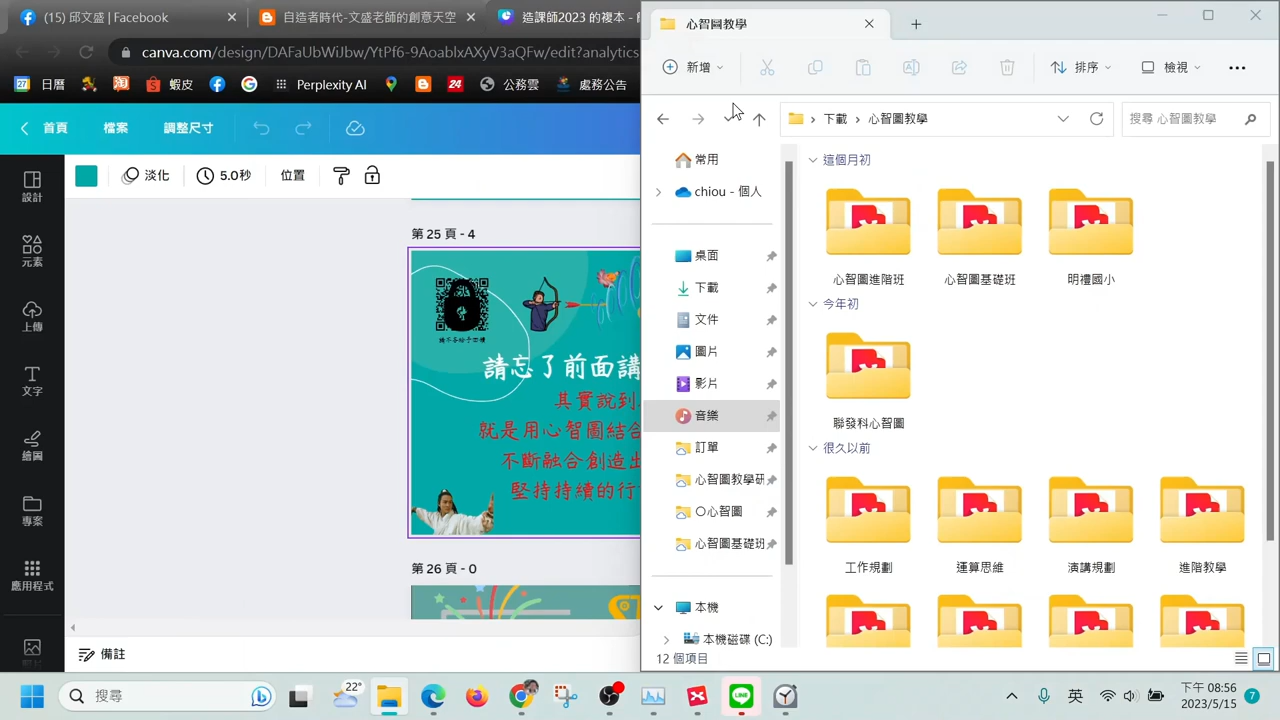 (15) 邱文盛 | Facebook
自造者時代-文盛老師的創意天空
造課師2023 的複本 -
canva.com/design/DAFaUbWiJbw/YtPf6-9AoablxAXyV3aQFw/edit?analytics
27
日曆
淘
蝦皮
Perplexity AI
24
公務雲
處務公告
首頁
檔案
調整尺寸
淡化
5.0秒
位置
設計
元素
上傳
文字
繪圖
專案
應用程式
第 25 頁 - 4
請忘了前面講
其實說到
就是用心智圖結合
不斷融合創造出
堅持持續的行
第 26 頁 - 0
備註
心智圖教學
新增
排序
檢視
下載
心智圖教學
搜尋 心智圖教學
常用
chiou - 個人
桌面
下載
文件
圖片
影片
音樂
訂單
心智圖教學研
O心智圖
心智圖基礎班
本機
本機磁碟 (C:)
這個月初
心智圖進階班
心智圖基礎班
明禮國小
今年初
聯發科心智圖
很久以前
工作規劃
運算思維
演講規劃
進階教學
12 個項目
搜尋
22°
英
下午 08:56
2023/5/15
7